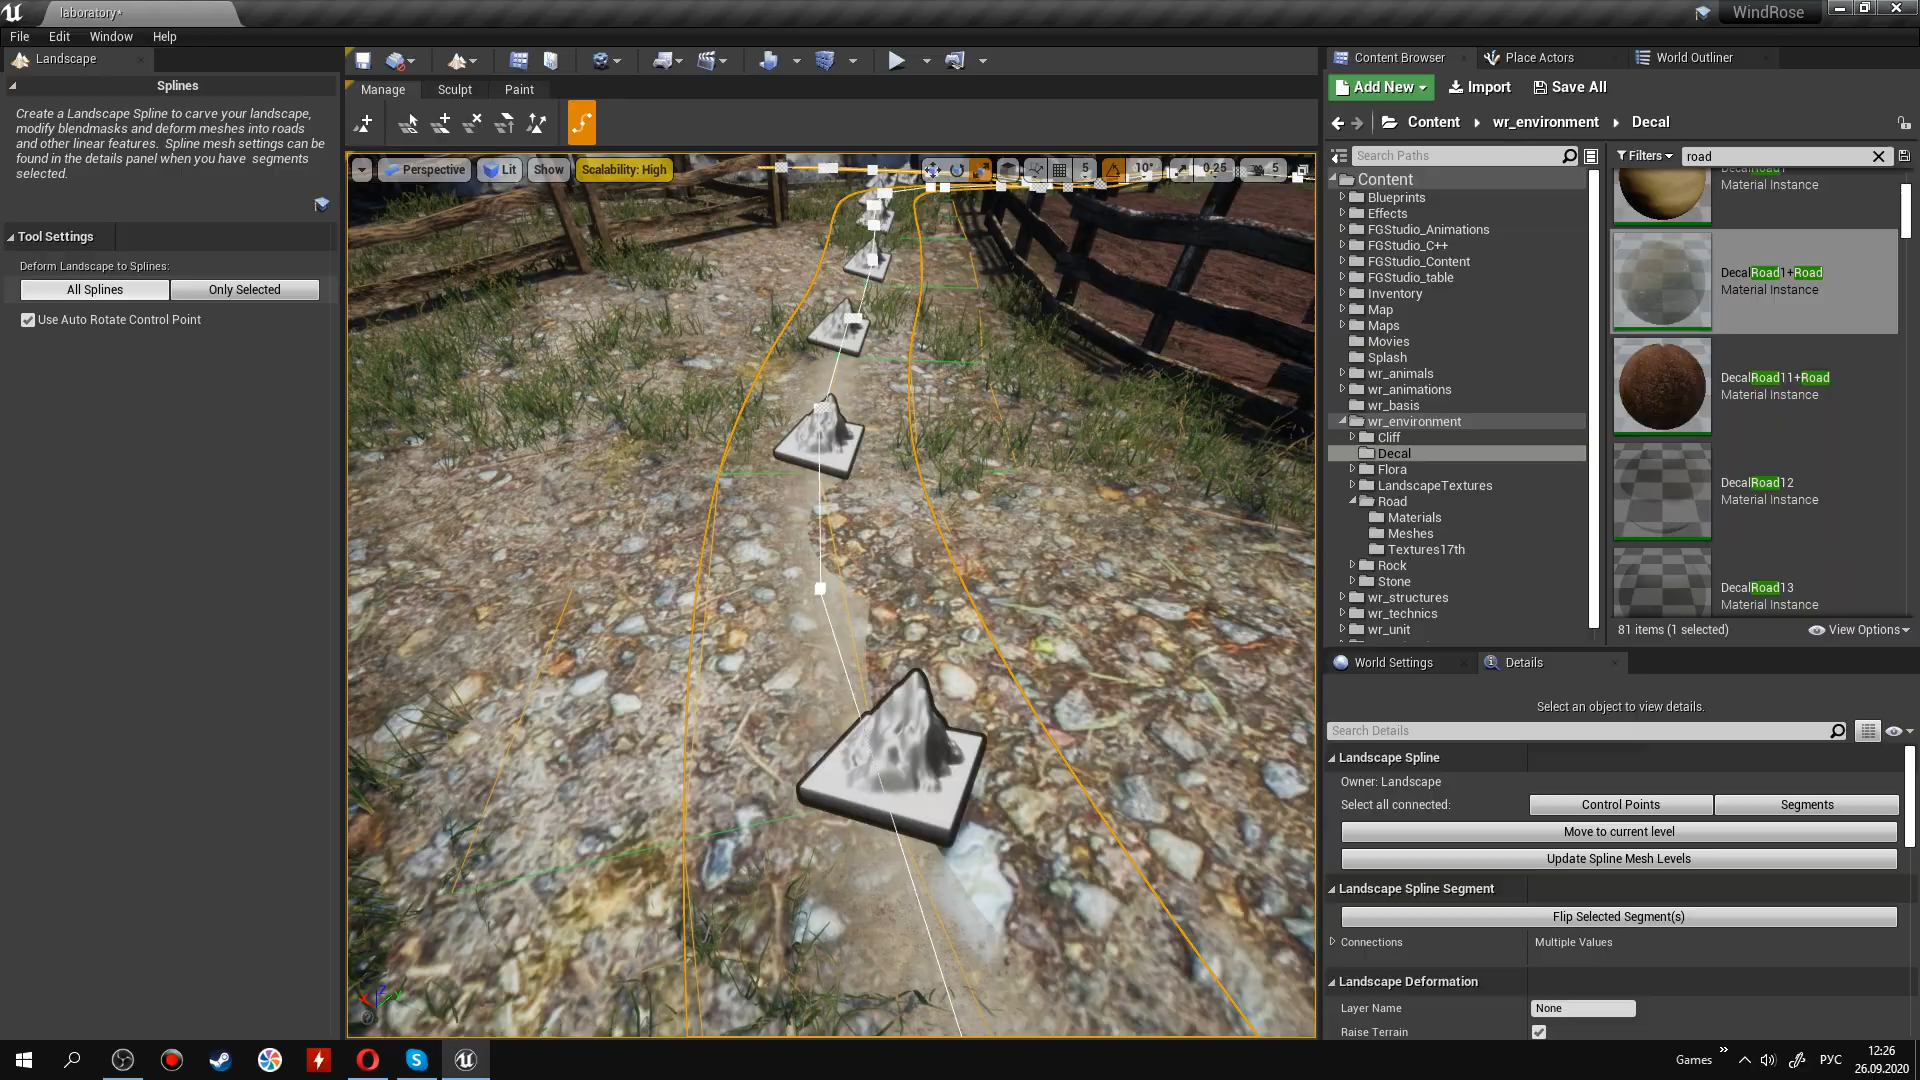 laboratory*
WindRose
File Edit Window Help
Landscape
Splines
Create a Landscape Spline to carve your landscape,
modify blendmasks and deform meshes into roads
and other linear features. Spline mesh settings can
be found in the details panel when you have segments
selected.
Tool Settings
Deform Landscape to Splines:
All Splines Only Selected
Use Auto Rotate Control Point
Manage Sculpt Paint
Perspective Lit Show Scalability: High 5 10° 0,25 5
Content Browser Place Actors World Outliner
Add New Import Save All
Content wr_environment Decal
Search Paths
Filters road
Content
Blueprints
Effects
FGStudio_Animations
FGStudio_C++
FGStudio_Content
FGStudio_table
Inventory
Map
Maps
Movies
Splash
wr_animals
wr_animations
wr_basis
wr_environment
Cliff
Decal
Flora
LandscapeTextures
Road
Materials
Meshes
Textures17th
Rock
Stone
wr_structures
wr_technics
wr_unit
Material Instance
DecalRoad1+Road
Material Instance
DecalRoad11+Road
Material Instance
DecalRoad12
Material Instance
DecalRoad13
Material Instance
81 items (1 selected) View Options
World Settings Details
Select an object to view details.
Search Details
Landscape Spline
Owner: Landscape
Select all connected: Control Points Segments
Move to current level
Update Spline Mesh Levels
Landscape Spline Segment
Flip Selected Segment(s)
Connections Multiple Values
Landscape Deformation
Layer Name None
Raise Terrain
Games РУС 12:26
26.09.2020